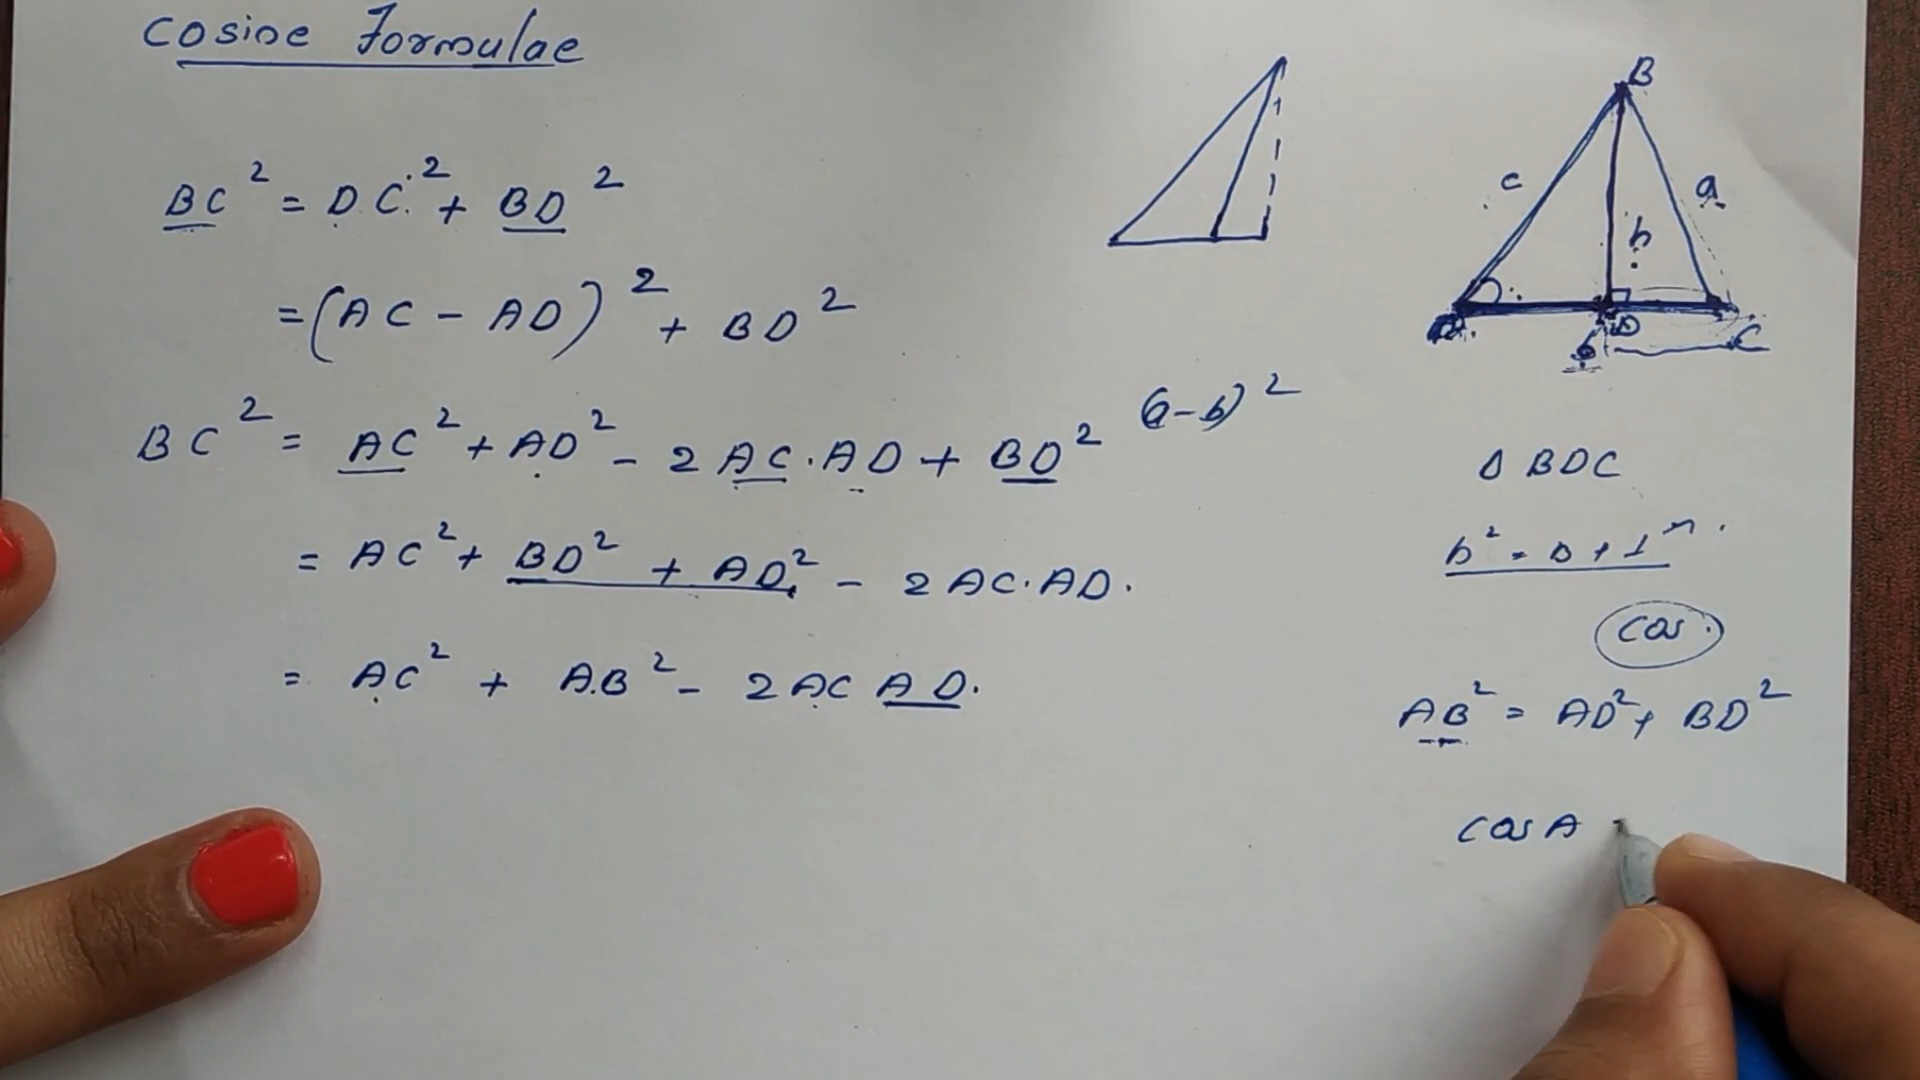 Cosine Formulae
BC² = DC² + BD²
= (AC - AD)² + BD²
BC² = AC² + AD² - 2 AC . AD + BD²
(a-b)²
= AC² + BD² + AD² - 2 AC . AD .
= AC² + AB² - 2 AC AD .
B
c
a
h
D
C
b
Δ BDC
Cos
AB² = AD² + BD²
Cos A